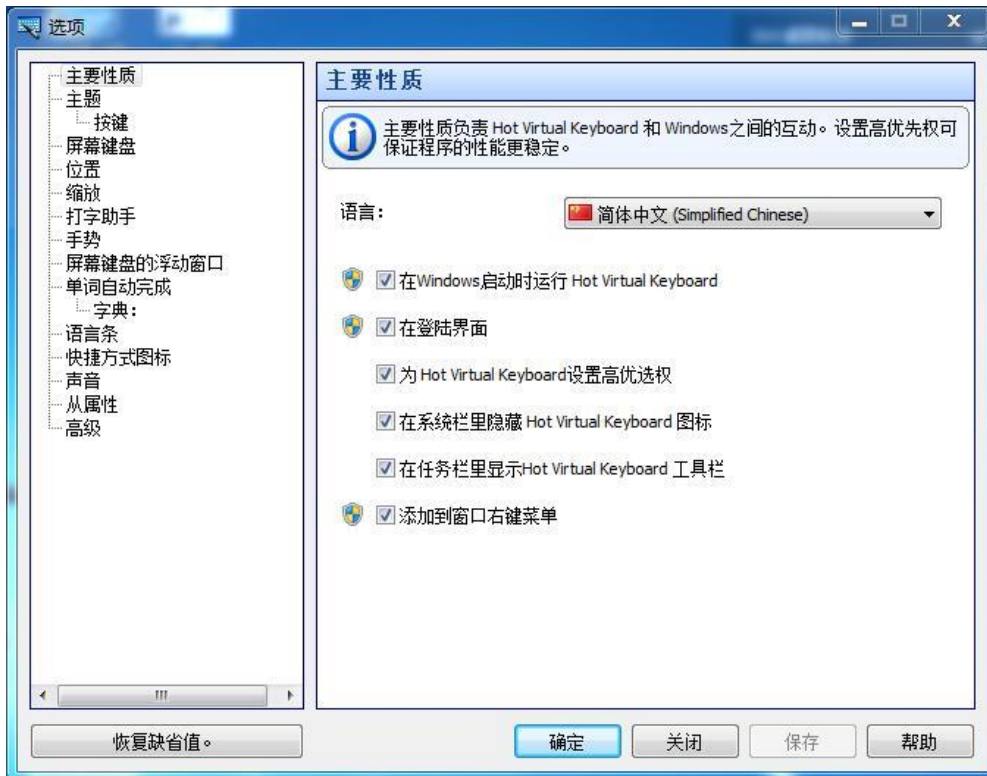 选项
主要性质
主题
按键
屏幕键盘
位置
缩放
打字助手
手势
屏幕键盘的浮动窗口
单词自动完成
字典：
语言条
快捷方式图标
声音
从属性
高级
主要性质
主要性质负责 Hot Virtual Keyboard 和 Windows之间的互动。设置高优先权可
保证程序的性能更稳定。
语言：
简体中文 (Simplified Chinese)
在Windows启动时运行 Hot Virtual Keyboard
在登陆界面
为 Hot Virtual Keyboard设置高优选权
在系统栏里隐藏 Hot Virtual Keyboard 图标
在任务栏里显示Hot Virtual Keyboard 工具栏
添加到窗口右键菜单
恢复缺省值。
确定
关闭
保存
帮助